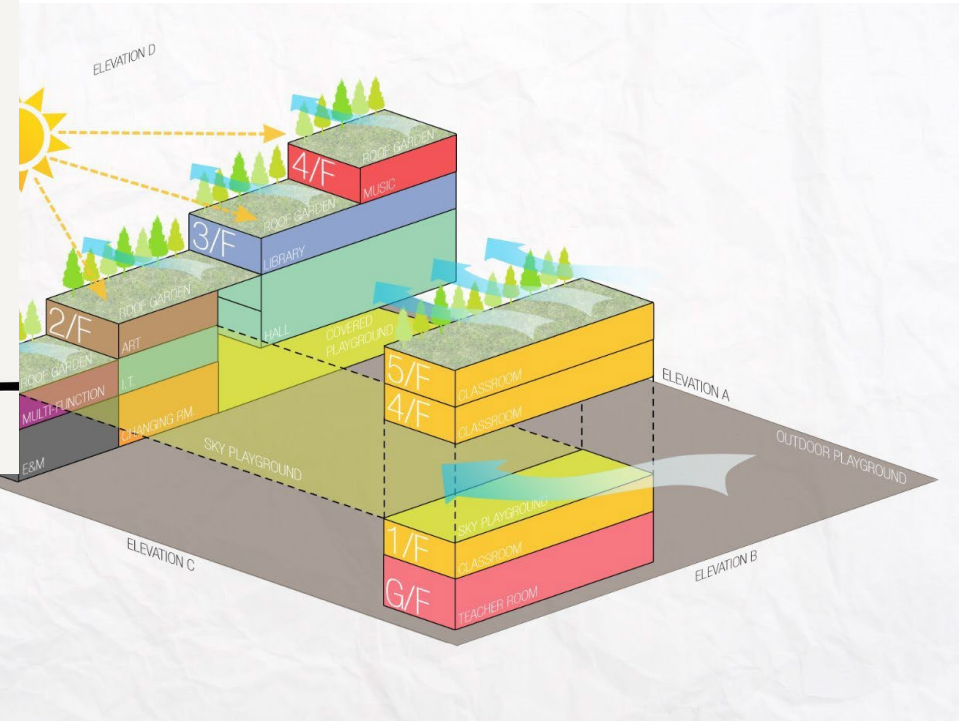 ELEVATION D
4/F
ROOF GARDEN
MUSIC
3/F
ROOF GARDEN
LIBRARY
2/F
ROOF GARDEN
ART
HALL
COVERED
PLAYGROUND
ROOF GARDEN
I.T.
MULTI-FUNCTION
CHANGING RM.
E&M
SKY PLAYGROUND
5/F
CLASSROOM
4/F
CLASSROOM
ELEVATION A
OUTDOOR PLAYGROUND
SKY PLAYGROUND
1/F
CLASSROOM
G/F
TEACHER ROOM
ELEVATION C
ELEVATION B